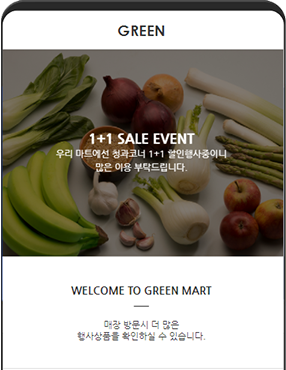 GREEN
1+1 SALE EVENT
우리 마트에선 청과코너 1+1 할인행사중이니
많은 이용 부탁드립니다.
WELCOME TO GREEN MART
매장 방문시 더 많은
행사상품을 확인하실 수 있습니다.